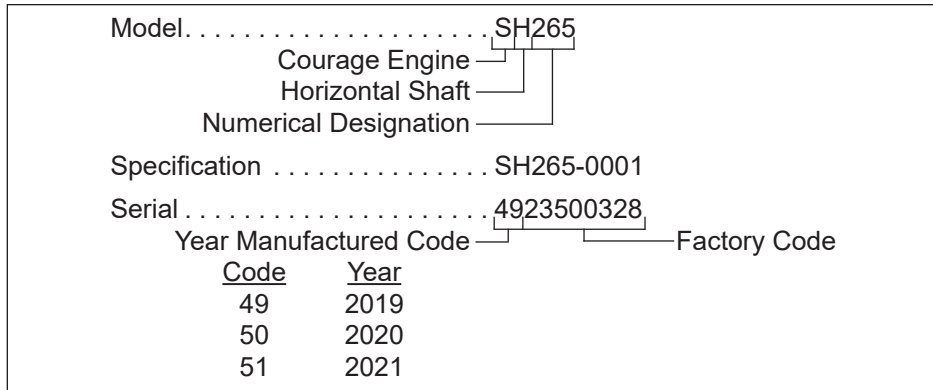 Model. . . . . . . . . . . . . . . . . . . . . SH265
Courage Engine
Horizontal Shaft
Numerical Designation
Specification . . . . . . . . . . . . . . . SH265-0001
Serial . . . . . . . . . . . . . . . . . . . . . 4923500328
Year Manufactured Code Factory Code
Code Year
49 2019
50 2020
51 2021